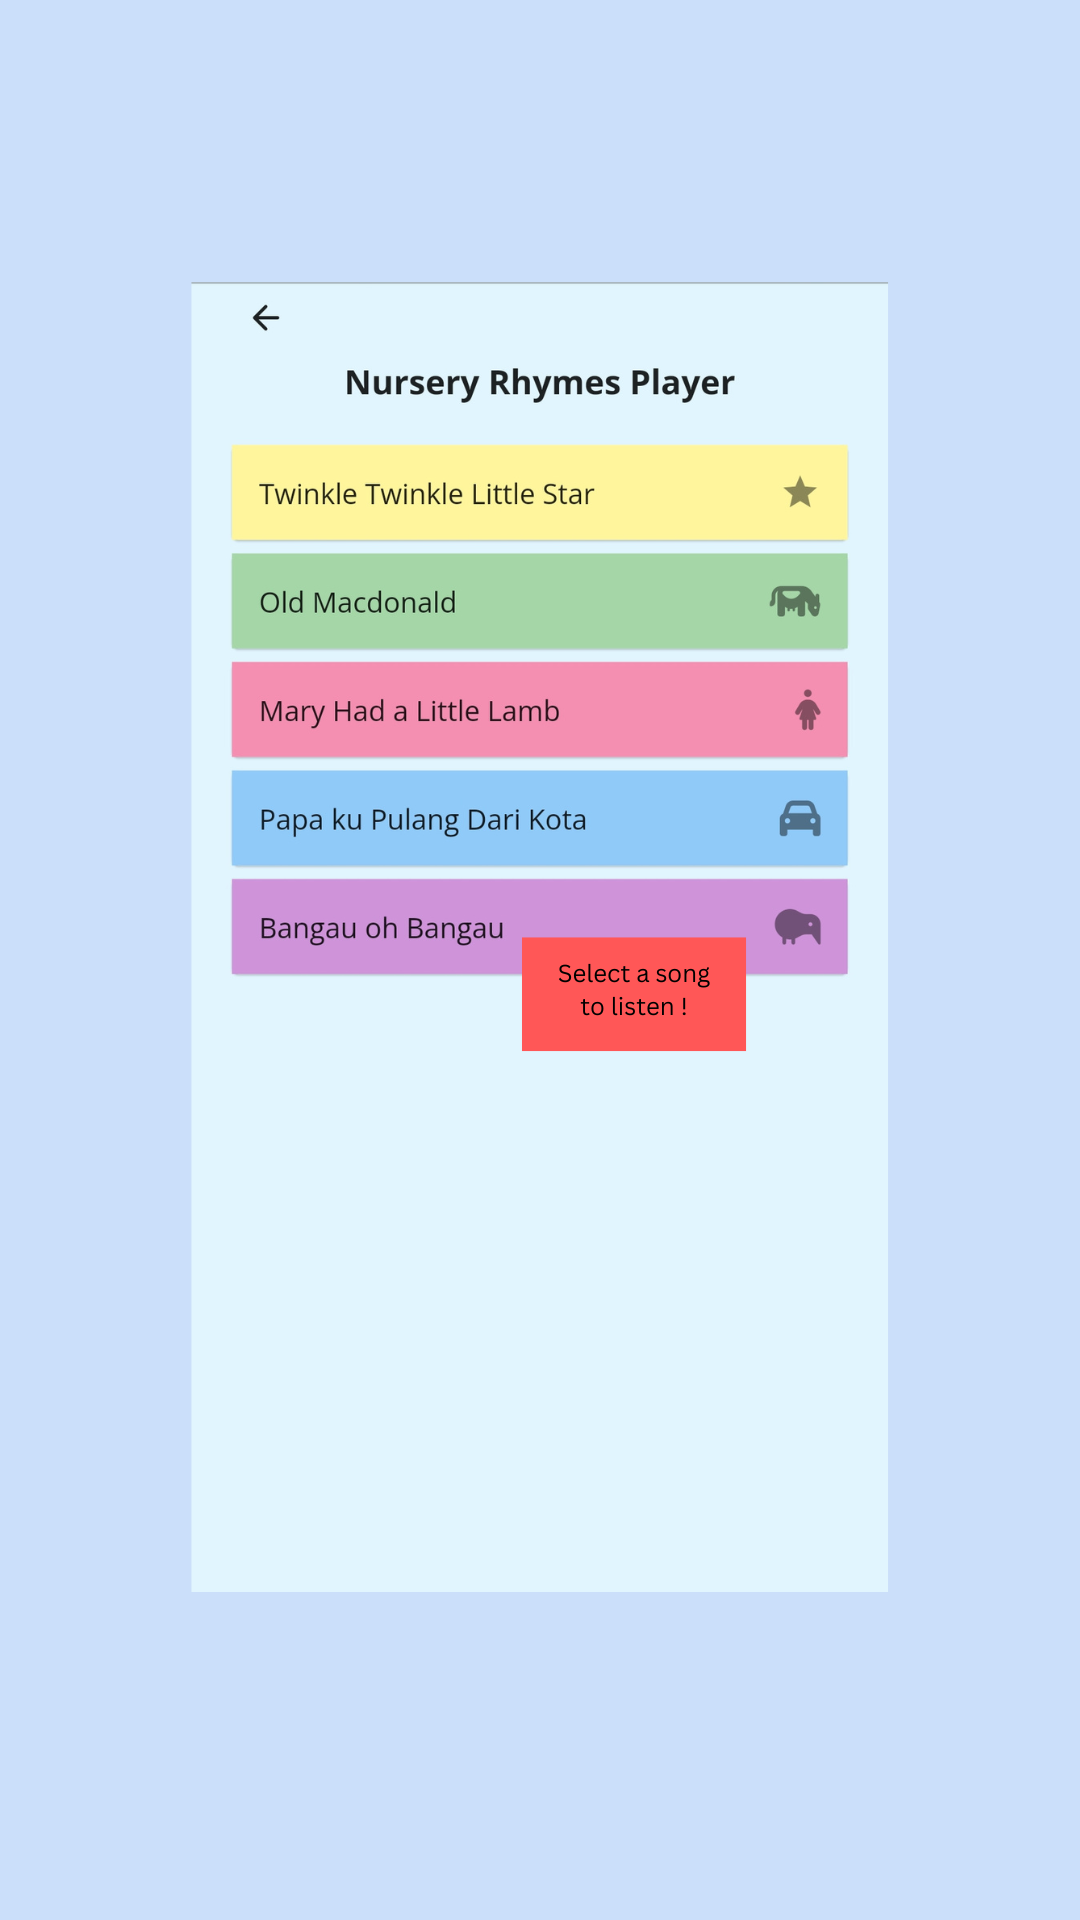 Nursery Rhymes Player
Twinkle Twinkle Little Star
Old Macdonald
Mary Had a Little Lamb
Papa ku Pulang Dari Kota
Bangau oh Bangau
Select a song
to listen !